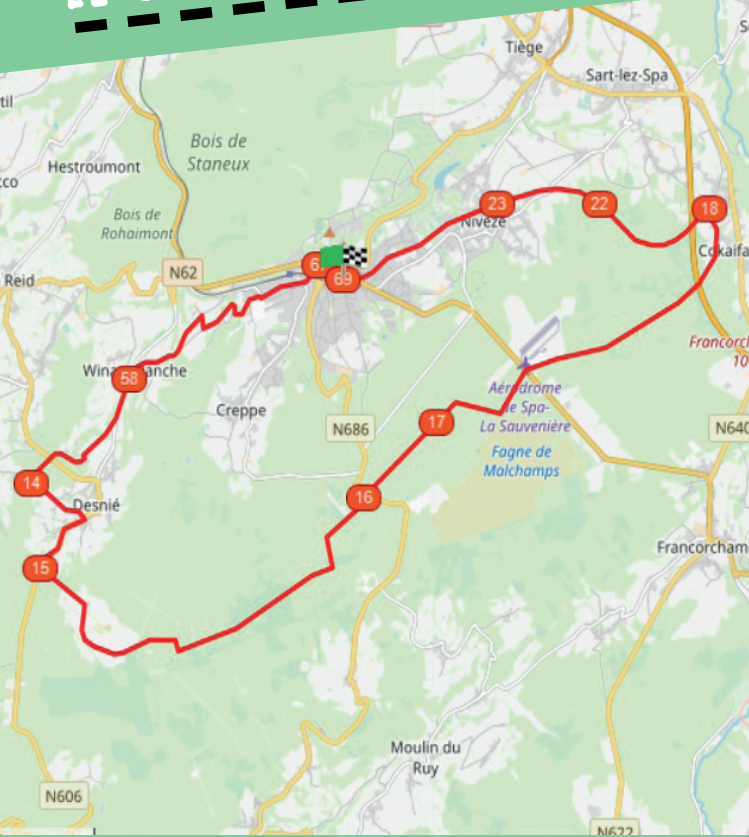 Tiège
Sart-lez-Spa
Bois de
Staneux
Hestroumont
Bois de
Rohaimont
23
22
18
Nivezé
Reid
N62
69
58
Creppe
Aérodrome
de Spa-
La Sauvenière
17
N686
N640
Fagne de
Malchamps
14
Desnié
16
15
Francorcham
Moulin du
Ruy
N606
N622